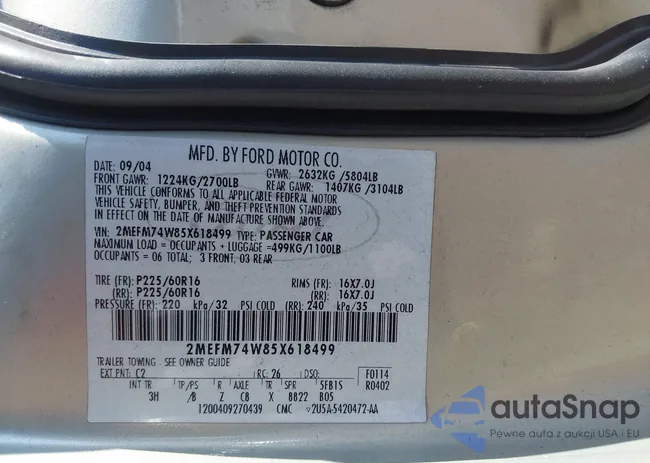 MFD. BY FORD MOTOR CO.
DATE: 09/04 GVWR: 2632KG /5804LB
FRONT GAWR: 1224KG/2700LB REAR GAWR: 1407KG /3104LB
THIS VEHICLE CONFORMS TO ALL APPLICABLE FEDERAL MOTOR
VEHICLE SAFETY, BUMPER, AND THEFT PREVENTION STANDARDS
IN EFFECT ON THE DATE OF MANUFACTURE SHOWN ABOVE.
VIN: 2MEFM74W85X618499 TYPE: PASSENGER CAR
MAXIMUM LOAD = OCCUPANTS + LUGGAGE =499KG/1100LB
OCCUPANTS = 06 TOTAL; 3 FRONT, 03 REAR
TIRE (FR): P225/60R16 RIMS (FR): 16X7.0J
(RR): P225/60R16 (RR): 16X7.0J
PRESSURE (FR): 220 kPa/32 PSI COLD (RR): 240 kPa/35 PSI COLD
2MEFM74W85X618499
TRAILER TOWING - SEE OWNER GUIDE
EXT PNT: C2 RC: 26 DSO: F0114
INT TR TP/PS R AXLE TR SPR 5FB15 R0402
3H /B Z C8 X 8822 B05
1200409270439 CMC ▿2U5A-5420472-AA
autoSnap
Pewne auta z aukcji USA i EU